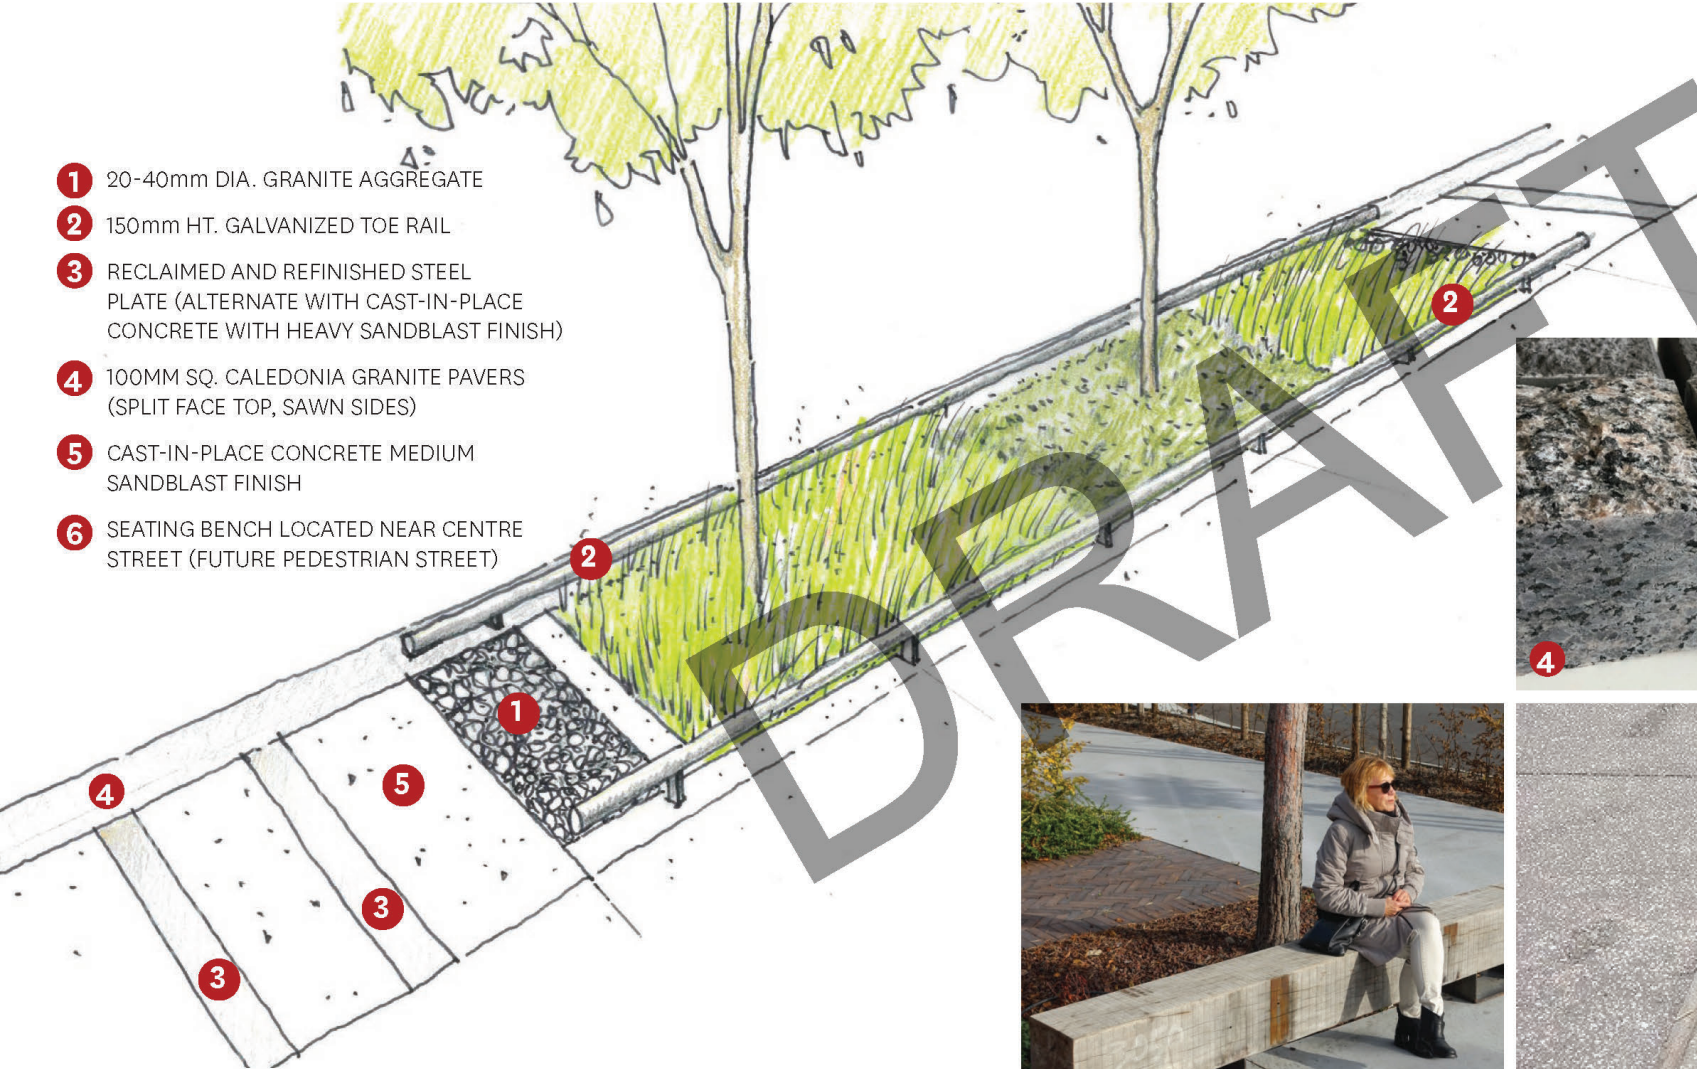 1 20-40mm DIA. GRANITE AGGREGATE
2 150mm HT. GALVANIZED TOE RAIL
3 RECLAIMED AND REFINISHED STEEL
PLATE (ALTERNATE WITH CAST-IN-PLACE
CONCRETE WITH HEAVY SANDBLAST FINISH)
4 100MM SQ. CALEDONIA GRANITE PAVERS
(SPLIT FACE TOP, SAWN SIDES)
5 CAST-IN-PLACE CONCRETE MEDIUM
SANDBLAST FINISH
6 SEATING BENCH LOCATED NEAR CENTRE
STREET (FUTURE PEDESTRIAN STREET)
2
2
DRAFT
4
1
5
4
3
3